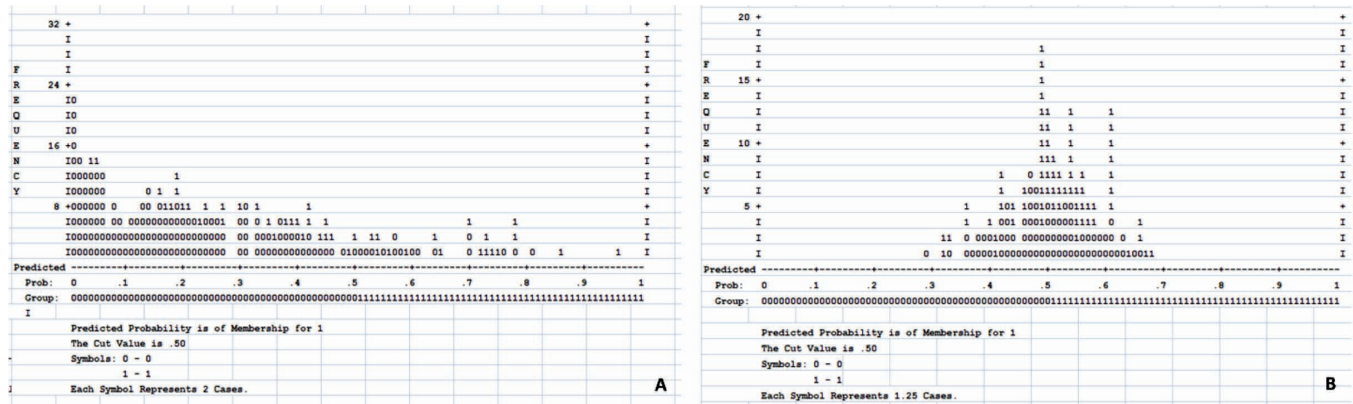 32 + +
I I
I I
F I I
R 24 + +
E I0 I
Q I0 I
U I0 I
E 16 +0 +
N I00 11 I
C I000000 1 I
Y I000000 0 1 1 I
8 +000000 0 00 011011 1 1 10 1 1 +
I000000 00 00000000000010001 00 0 1 0111 1 1 1 1 I
I0000000000000000000000000000 00 0001000010 111 1 11 0 1 0 1 1 I
I0000000000000000000000000000 00 000000000000000 01000010100100 01 0 11110 0 0 1 1 I
Predicted ---------+---------+---------+---------+---------+---------+---------+---------+---------+----------
Prob: 0 .1 .2 .3 .4 .5 .6 .7 .8 .9 1
Group: 0000000000000000000000000000000000000000000000000011111111111111111111111111111111111111111111111111
I
Predicted Probability is of Membership for 1
The Cut Value is .50
Symbols: 0 - 0
1 - 1
Each Symbol Represents 2 Cases.
A
20 + +
I I
I 1 I
F I 1 I
R 15 + 1 +
E I 1 I
Q I 11 1 1 I
U I 11 1 1 I
E 10 + 11 1 1 +
N I 111 1 1 I
C I 1 0 1111 1 1 1 I
Y I 1 10011111111 1 I
5 + 1 101 1001011001111 1 +
I 1 1 001 0001000001111 0 1 I
I 11 0 0001000 0000000001000000 0 1 I
I 0 10 000001000000000000000000000010011 I
Predicted ---------+---------+---------+---------+---------+---------+---------+---------+---------+----------
Prob: 0 .1 .2 .3 .4 .5 .6 .7 .8 .9 1
Group: 0000000000000000000000000000000000000000000000000011111111111111111111111111111111111111111111111111
Predicted Probability is of Membership for 1
The Cut Value is .50
Symbols: 0 - 0
1 - 1
Each Symbol Represents 1.25 Cases.
B